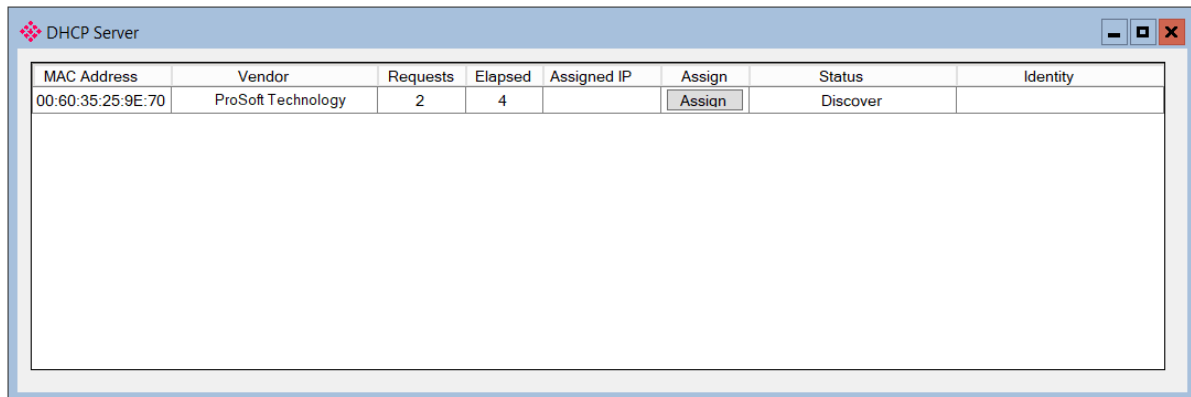 DHCP Server
MAC Address Vendor Requests Elapsed Assigned IP Assign Status Identity
00:60:35:25:9E:70 ProSoft Technology 2 4 Assign Discover